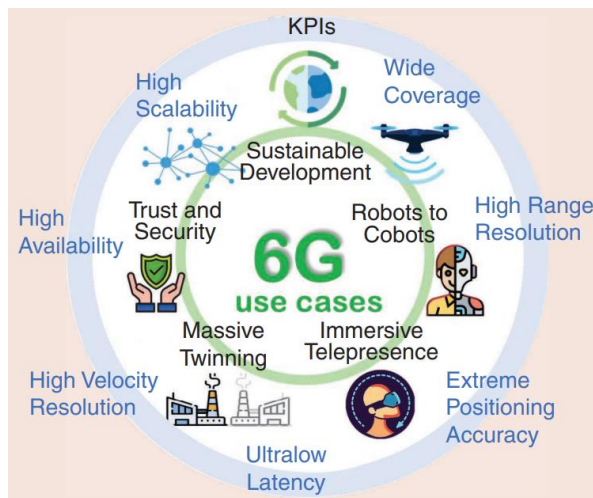 KPIs
High
Scalability
Wide
Coverage
Sustainable
Development
High
Availability
Trust and
Security
Robots to
Cobots
High Range
Resolution
6G
use cases
Massive
Twinning
Immersive
Telepresence
High Velocity
Resolution
Extreme
Positioning
Accuracy
Ultralow
Latency